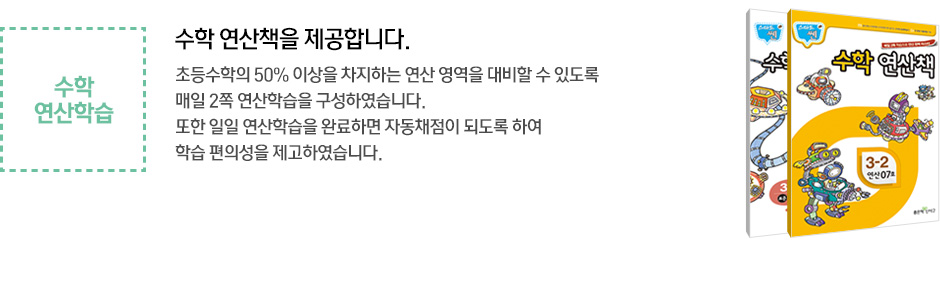 수학
연산학습
수학 연산책을 제공합니다.
초등수학의 50% 이상을 차지하는 연산 영역을 대비할 수 있도록
매일 2쪽 연산학습을 구성하였습니다.
또한 일일 연산학습을 완료하면 자동채점이 되도록 하여
학습 편의성을 제고하였습니다.
수학 연산책
3-2
연산07호